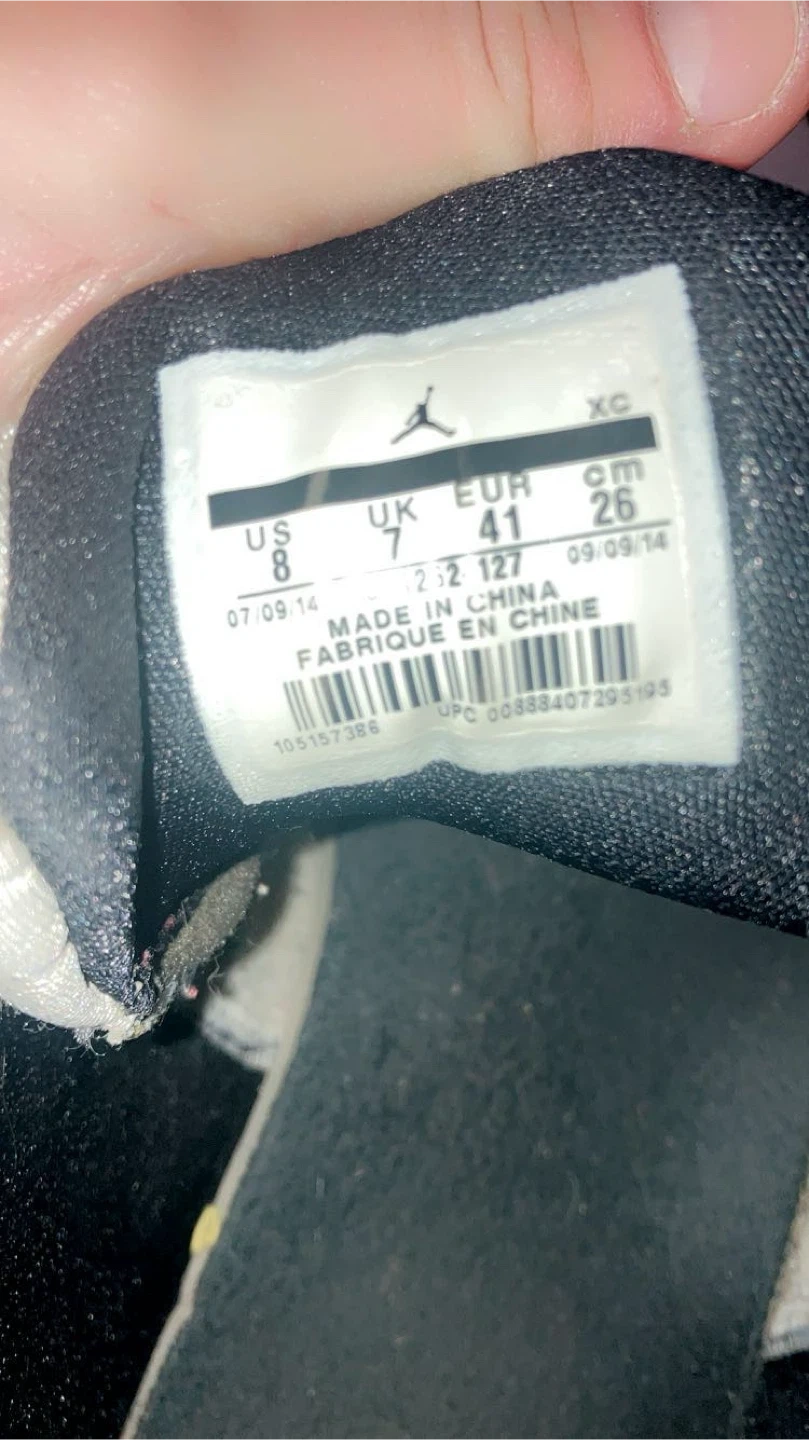 XC
US UK EUR cm
8 7 41 26
07/09/14 127 09/09/14
MADE IN CHINA
FABRIQUE EN CHINE
105157386 UPC 00888407295195